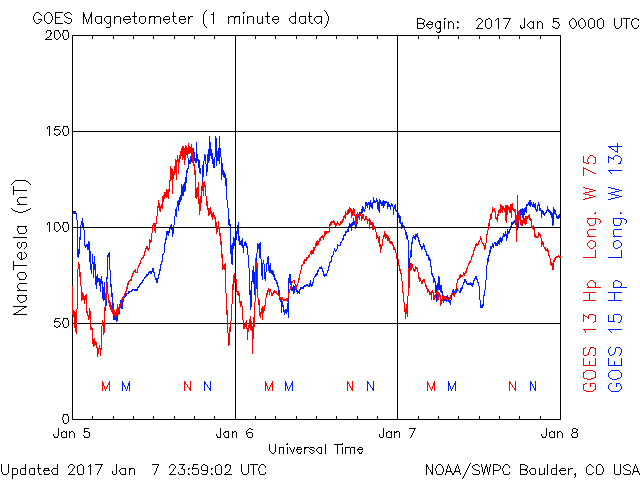 GOES Magnetometer (1 minute data)
Begin: 2017 Jan 5 0000 UTC
200
150
100
50
0
NanoTesla (nT)
M M N N M M N N M M N N
Jan 5 Jan 6 Jan 7 Jan 8
Universal Time
GOES 13 Hp Long. W 75
GOES 15 Hp Long. W 134
Updated 2017 Jan 7 23:59:02 UTC
NOAA/SWPC Boulder, CO USA